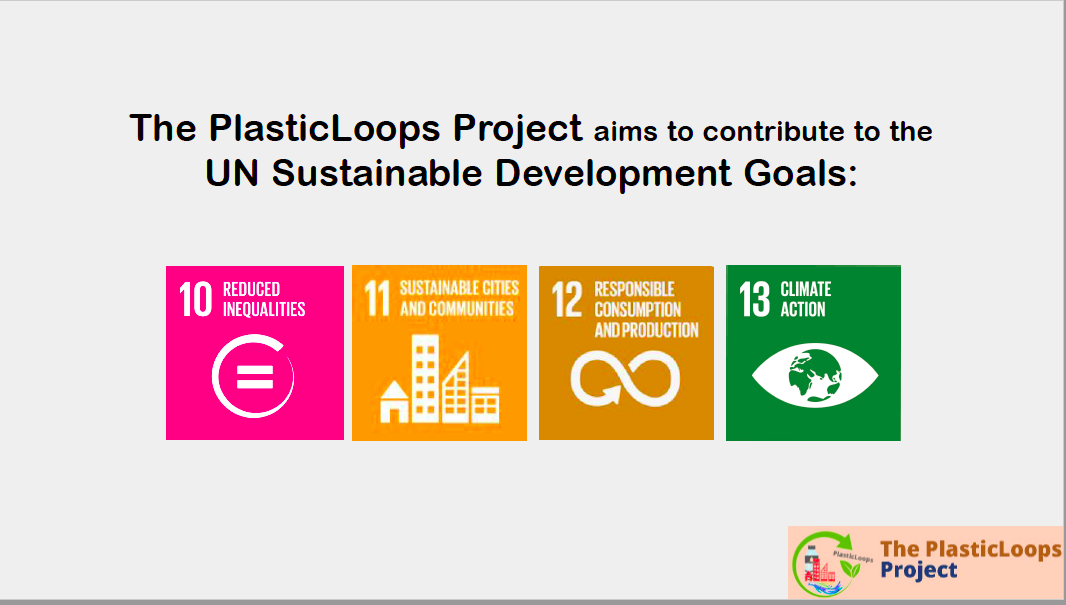 The PlasticLoops Project aims to contribute to the
UN Sustainable Development Goals:
10 REDUCED
INEQUALITIES
11 SUSTAINABLE CITIES
AND COMMUNITIES
12 RESPONSIBLE
CONSUMPTION
AND PRODUCTION
13 CLIMATE
ACTION
PlasticLoops
The PlasticLoops
Project